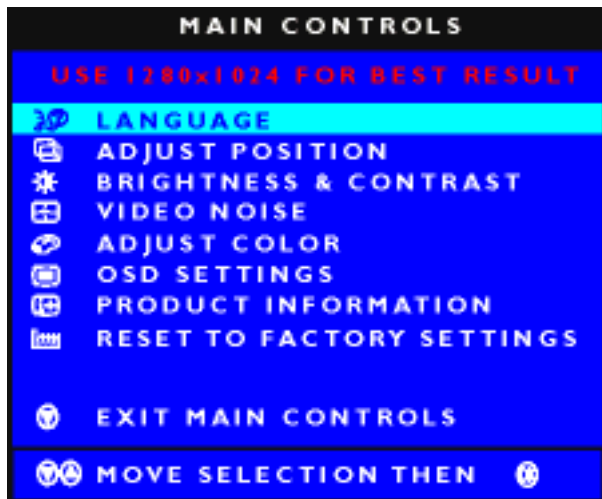 MAIN CONTROLS
USE 1280x1024 FOR BEST RESULT
LANGUAGE
ADJUST POSITION
BRIGHTNESS & CONTRAST
VIDEO NOISE
ADJUST COLOR
OSD SETTINGS
PRODUCT INFORMATION
RESET TO FACTORY SETTINGS
EXIT MAIN CONTROLS
MOVE SELECTION THEN